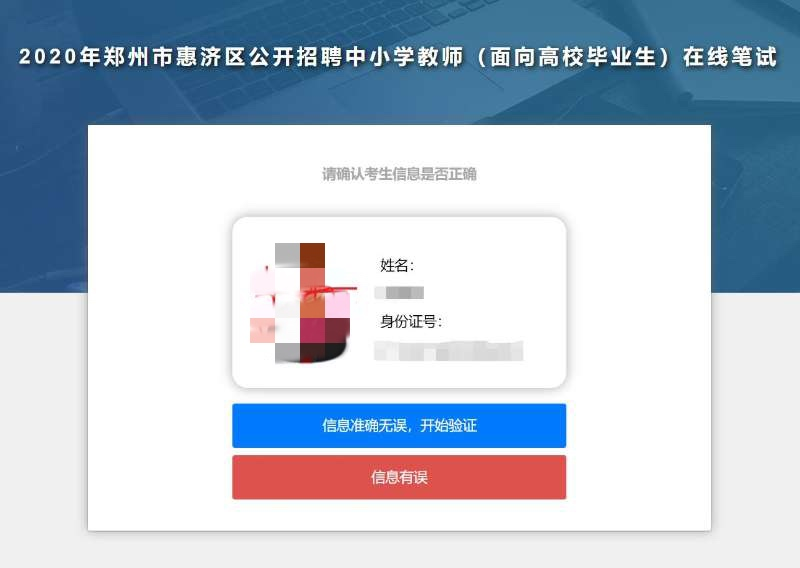 2020年郑州市惠济区公开招聘中小学教师（面向高校毕业生）在线笔试
请确认考生信息是否正确
姓名：
身份证号：
信息准确无误，开始验证
信息有误